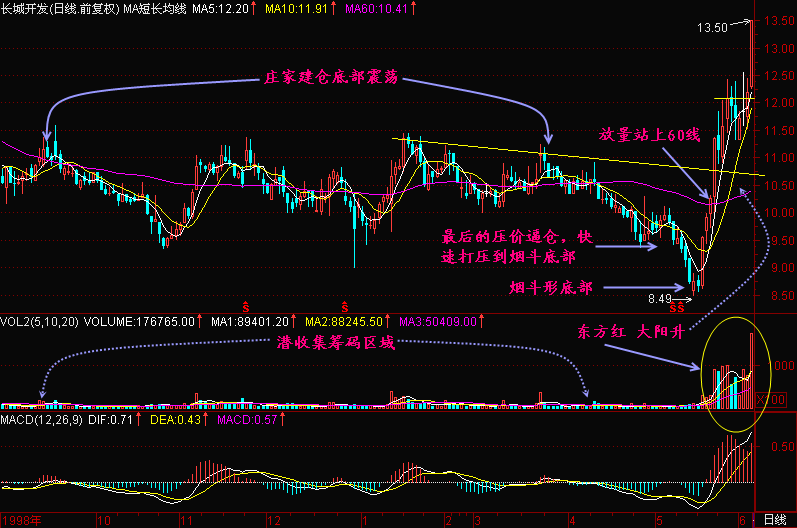 长城开发(日线.前复权) MA短长均线 MA5:12.20↑ MA10:11.91↑ MA60:10.41↑
13.50
13.50
13.00
庄家建仓底部震荡
12.50
12.00
放量站上60线
11.50
11.00
10.50
10.00
最后的压价逼仓，快
速打压到烟斗底部
9.50
9.00
烟斗形底部
8.49
8.50
S S S S
VOL2(5,10,20) VOLUME:176765.00↑ MA1:89401.20↑ MA2:88245.50↑ MA3:50409.00↑
东方红 大阳升
潜收集筹码区域
1000
X100
MACD(12,26,9) DIF:0.71↑ DEA:0.43↑ MACD:0.57↑
0.50
1998年 10 11 12 1 2 3 4 5 6 日线